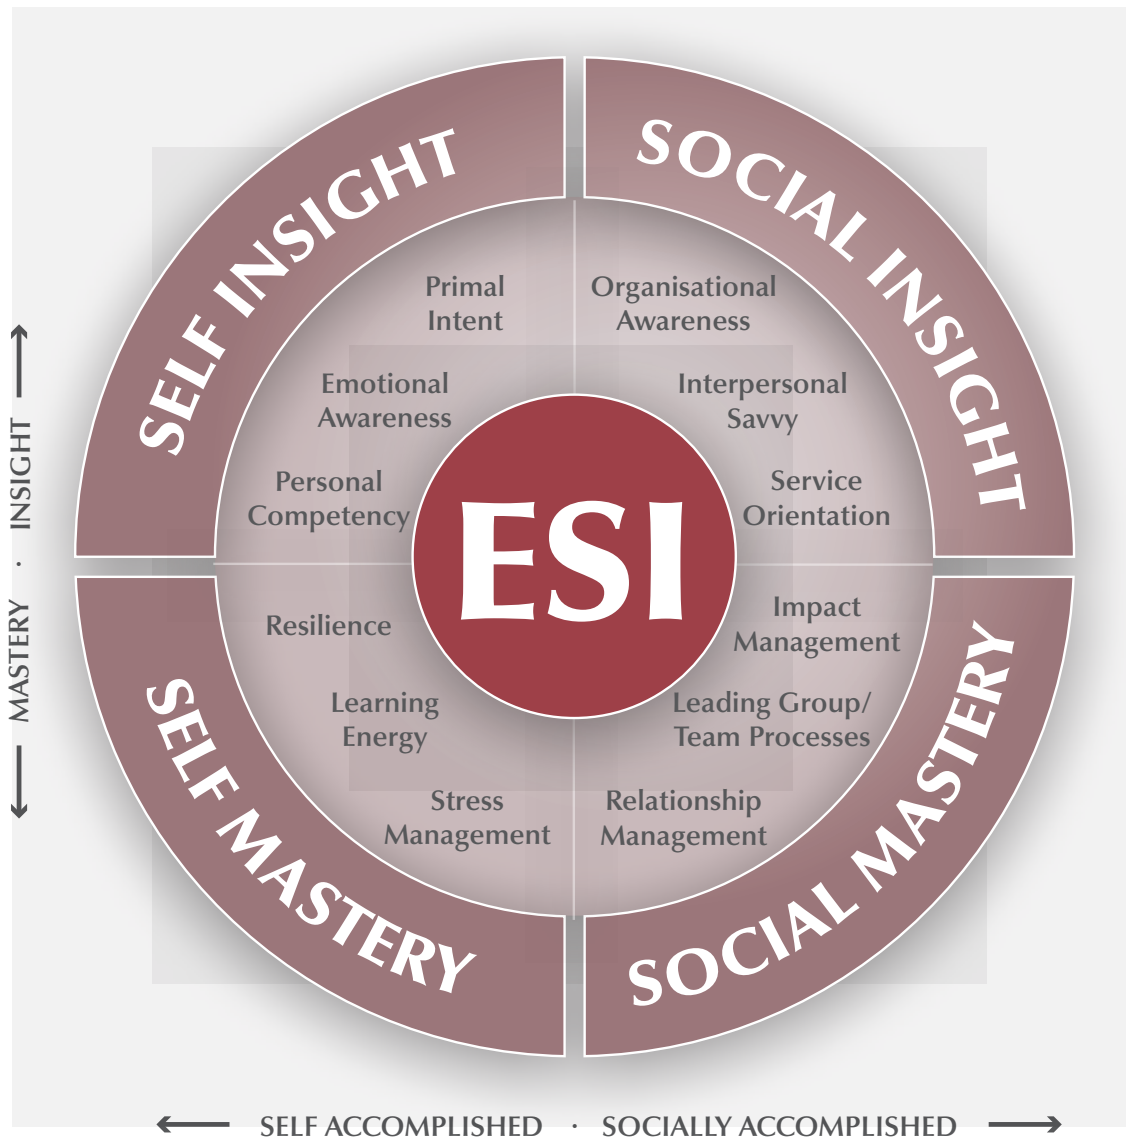 SELF INSIGHT
SOCIAL INSIGHT
Primal
Intent
Organisational
Awareness
Emotional
Awareness
Interpersonal
Savvy
Personal
Competency
Service
Orientation
ESI
Resilience
Impact
Management
Learning
Energy
Leading Group/
Team Processes
Stress
Management
Relationship
Management
SELF MASTERY
SOCIAL MASTERY
MASTERY · INSIGHT
SELF ACCOMPLISHED · SOCIALLY ACCOMPLISHED